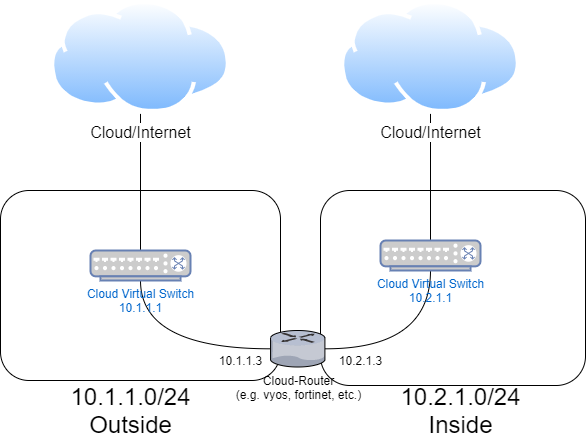 Cloud/Internet
Cloud/Internet
Cloud Virtual Switch
10.1.1.1
Cloud Virtual Switch
10.2.1.1
10.1.1.3
10.2.1.3
Cloud-Router
(e.g. vyos, fortinet, etc.)
10.1.1.0/24
Outside
10.2.1.0/24
Inside